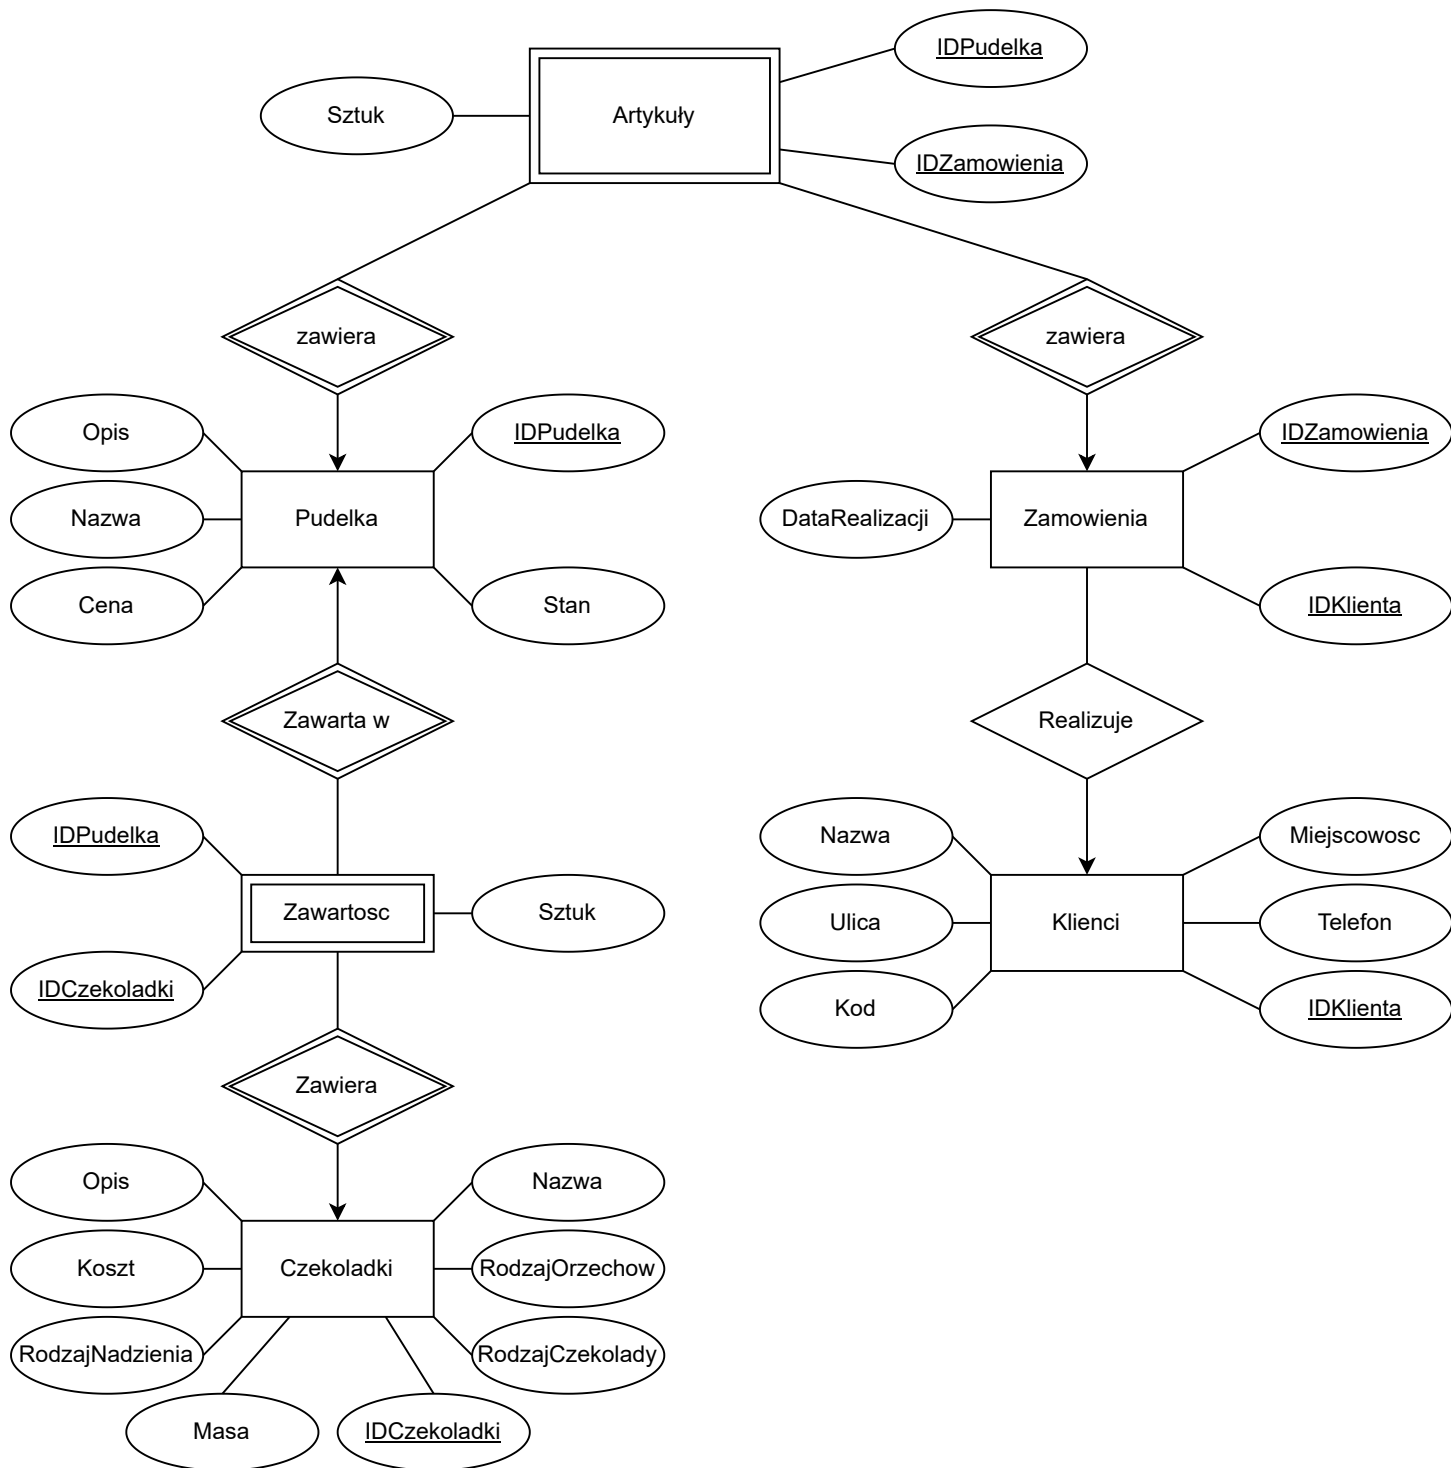 IDPudelka
Sztuk
Artykuły
IDZamowienia
zawiera
zawiera
Opis
IDPudelka
IDZamowienia
Nazwa
Pudelka
DataRealizacji
Zamowienia
Cena
Stan
IDKlienta
Zawarta w
Realizuje
IDPudelka
Nazwa
Miejscowosc
Zawartosc
Sztuk
Ulica
Klienci
Telefon
IDCzekoladki
Kod
IDKlienta
Zawiera
Opis
Nazwa
Koszt
Czekoladki
RodzajOrzechow
RodzajNadzienia
RodzajCzekolady
Masa
IDCzekoladki